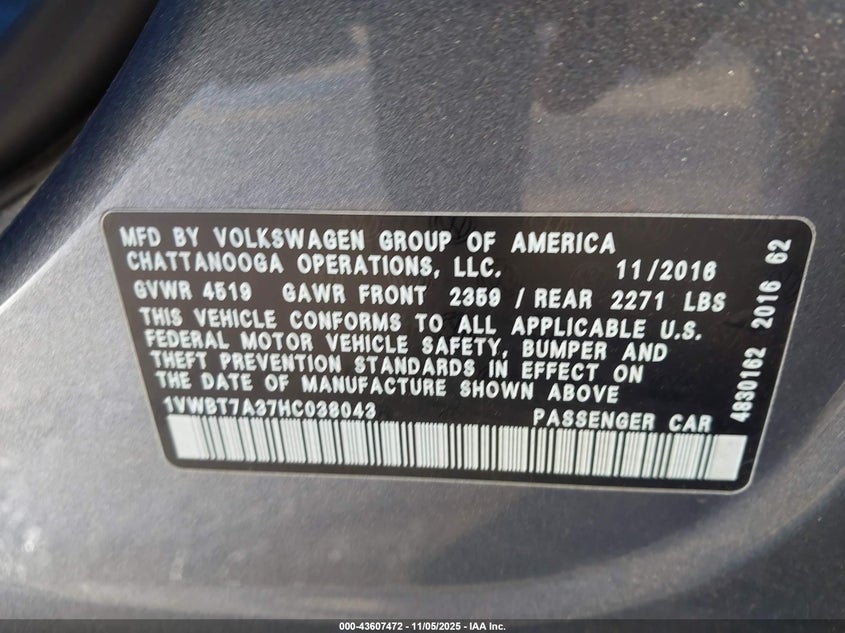 MFD BY VOLKSWAGEN GROUP OF AMERICA
CHATTANOOGA OPERATIONS, LLC. 11/2016
GVWR 4519 GAWR FRONT 2359 / REAR 2271 LBS
THIS VEHICLE CONFORMS TO ALL APPLICABLE U.S.
FEDERAL MOTOR VEHICLE SAFETY, BUMPER AND
THEFT PREVENTION STANDARDS IN EFFECT ON
THE DATE OF MANUFACTURE SHOWN ABOVE
1VWBT7A37HC038043 PASSENGER CAR
4830162 2016 62
000-43607472 - 11/05/2025 - IAA Inc.